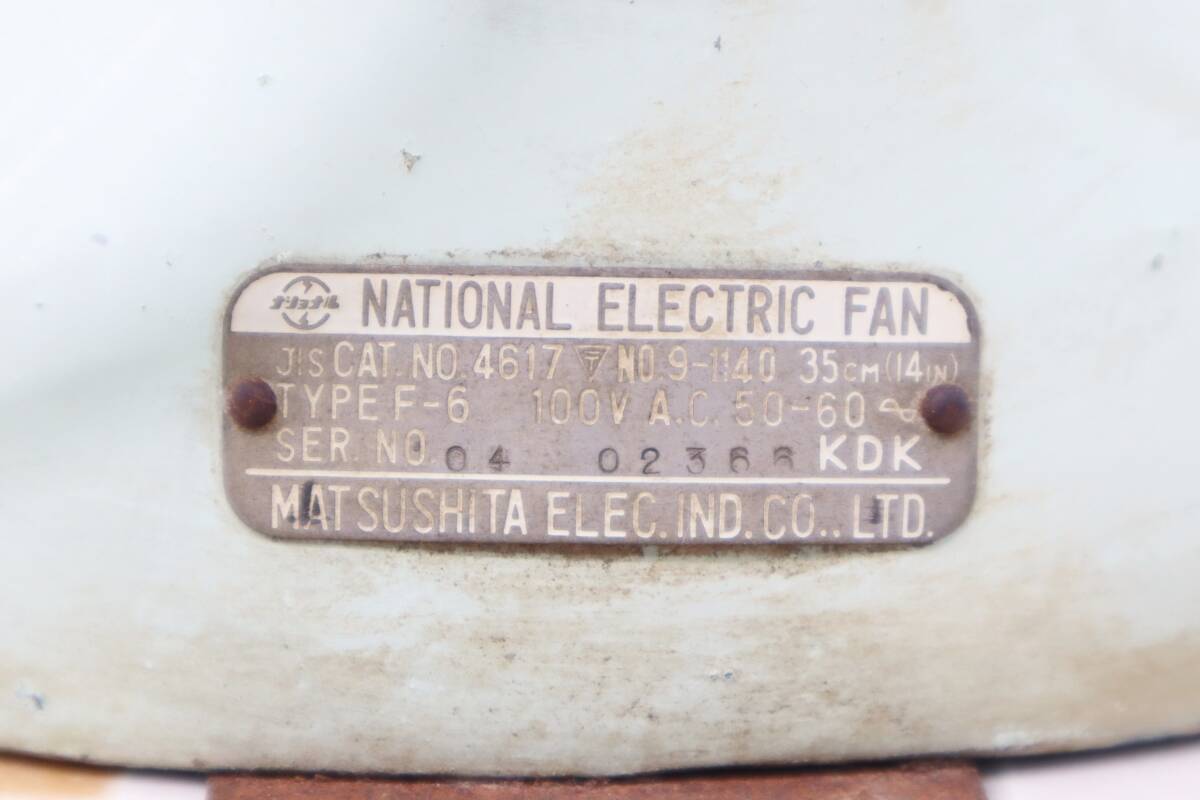 ナショナル NATIONAL ELECTRIC FAN
JIS CAT. NO. 4617 〒 NO. 9-1140 35CM (14IN)
TYPE F-6 100V A.C. 50-60 ~
SER. NO. 04 02366 KDK
MATSUSHITA ELEC. IND. CO., LTD.